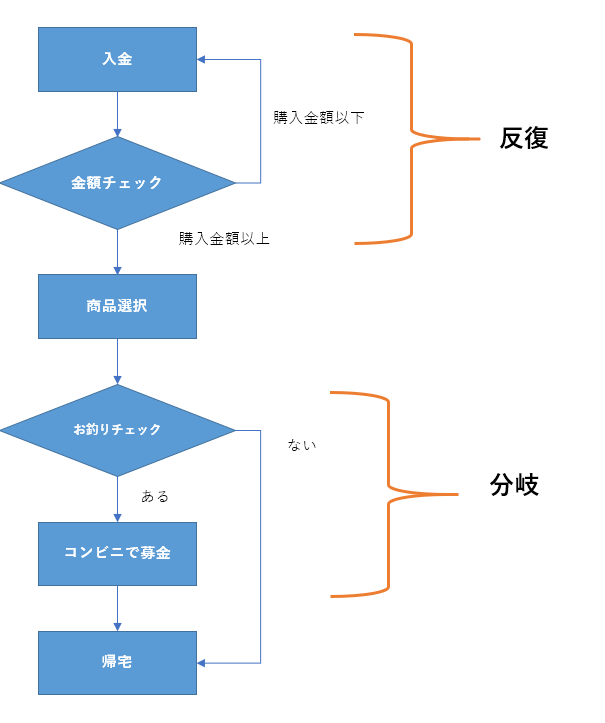 入金
購入金額以下
反復
金額チェック
購入金額以上
商品選択
お釣りチェック
ない
分岐
ある
コンビニで募金
帰宅